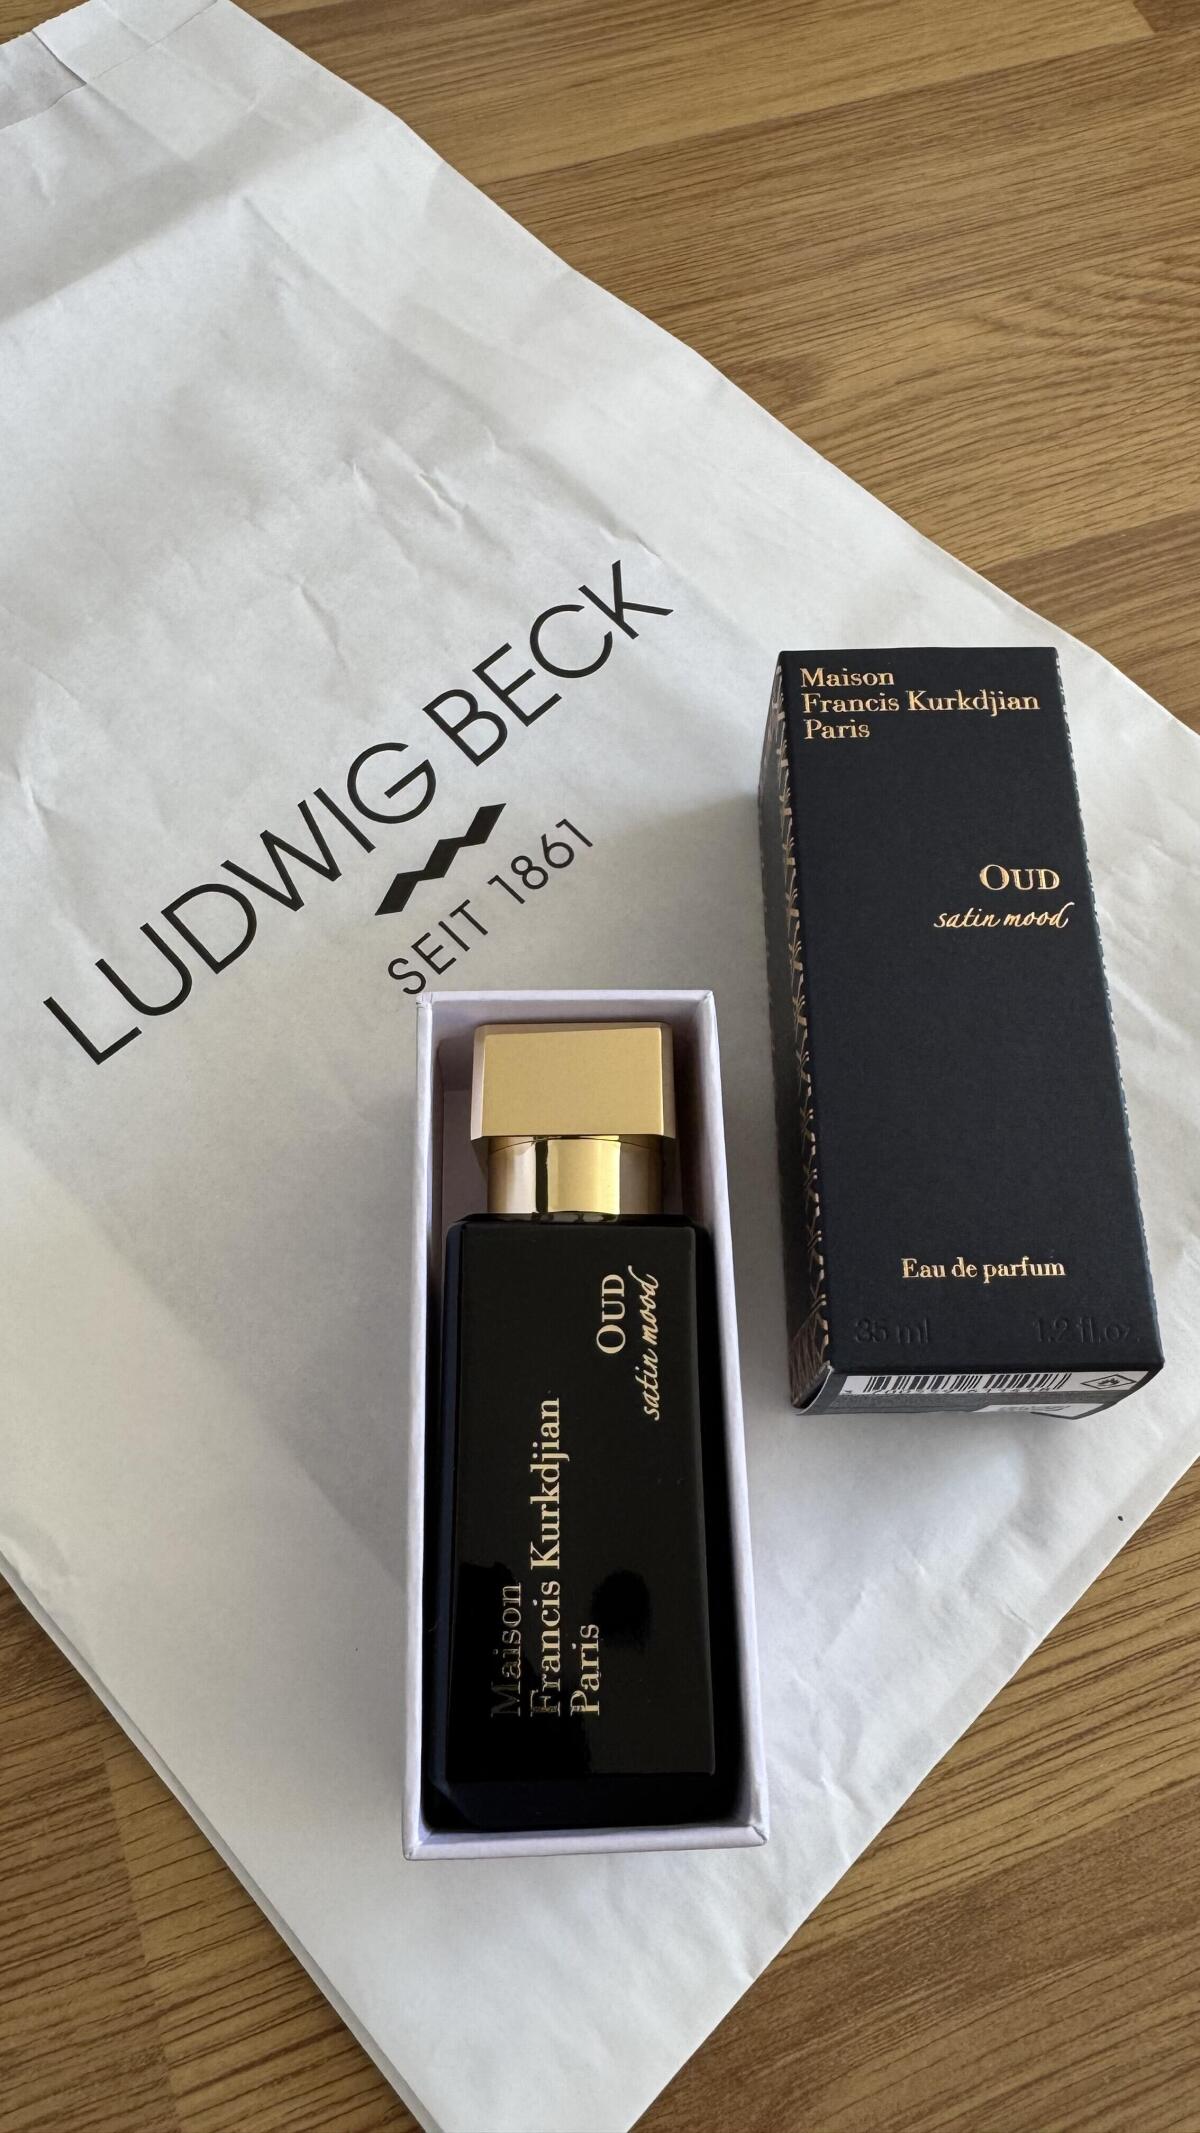 LUDWIG BECK
SEIT 1861
Maison
Francis Kurkdjian
Paris
OUD
satin mood
Eau de parfum
35 ml 1.2 fl.oz.
OUD
satin mood
Maison
Francis Kurkdjian
Paris